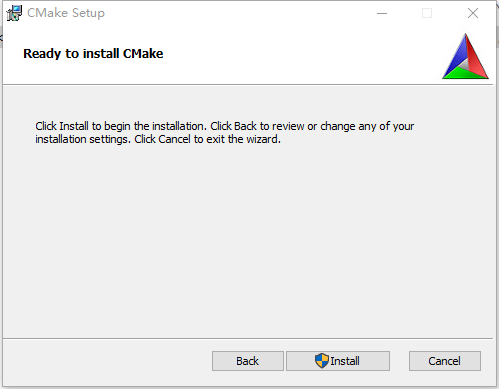 CMake Setup
Ready to install CMake
Click Install to begin the installation. Click Back to review or change any of your
installation settings. Click Cancel to exit the wizard.
Back
Install
Cancel